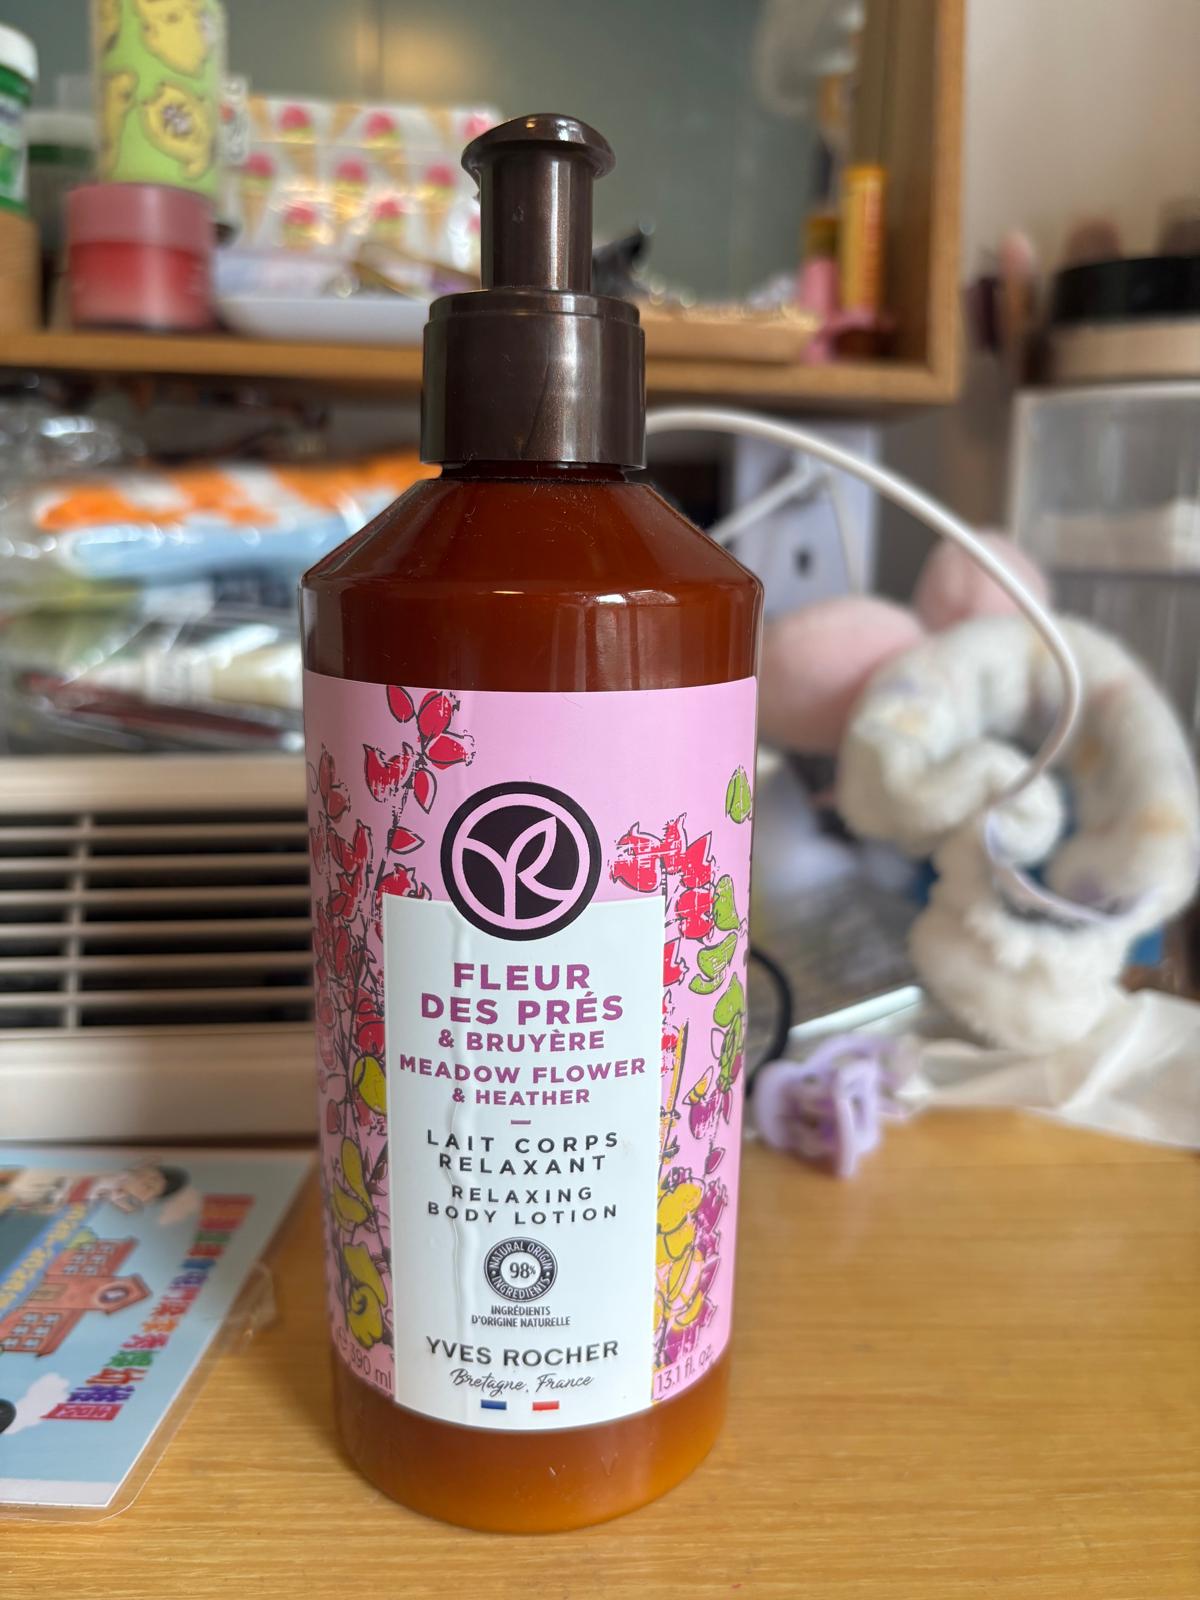 FLEUR
DES PRÉS
& BRUYÈRE
MEADOW FLOWER
& HEATHER
LAIT CORPS
RELAXANT
RELAXING
BODY LOTION
NATURAL ORIGIN
98%
INGREDIENTS
INGRÉDIENTS
D'ORIGINE NATURELLE
YVES ROCHER
Bretagne, France
390 ml
13.1 fl. oz.